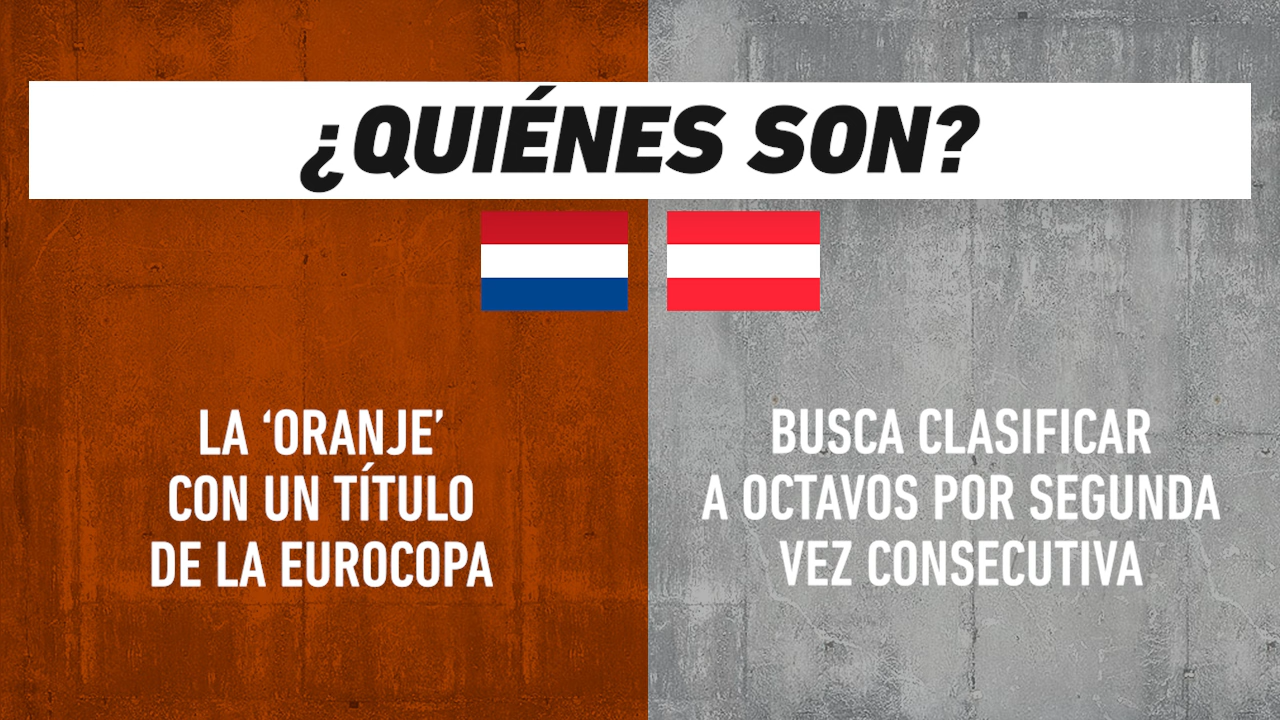 ¿QUIÉNES SON?
LA ‘ORANJE’
CON UN TÍTULO
DE LA EUROCOPA
BUSCA CLASIFICAR
A OCTAVOS POR SEGUNDA
VEZ CONSECUTIVA